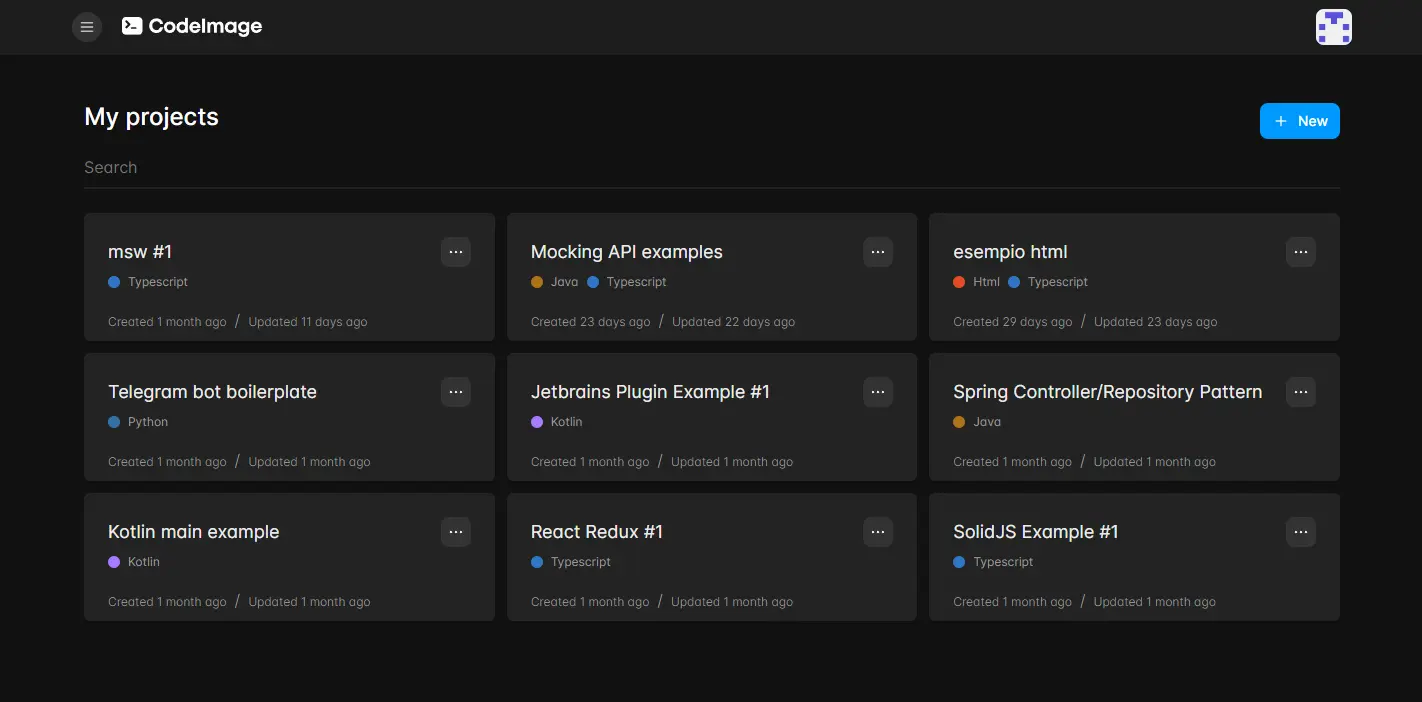 CodeImage
My projects
New
Search
msw #1
Typescript
Created 1 month ago / Updated 11 days ago
Mocking API examples
Java Typescript
Created 23 days ago / Updated 22 days ago
esempio html
Html Typescript
Created 29 days ago / Updated 23 days ago
Telegram bot boilerplate
Python
Created 1 month ago / Updated 1 month ago
Jetbrains Plugin Example #1
Kotlin
Created 1 month ago / Updated 1 month ago
Spring Controller/Repository Pattern
Java
Created 1 month ago / Updated 1 month ago
Kotlin main example
Kotlin
Created 1 month ago / Updated 1 month ago
React Redux #1
Typescript
Created 1 month ago / Updated 1 month ago
SolidJS Example #1
Typescript
Created 1 month ago / Updated 1 month ago